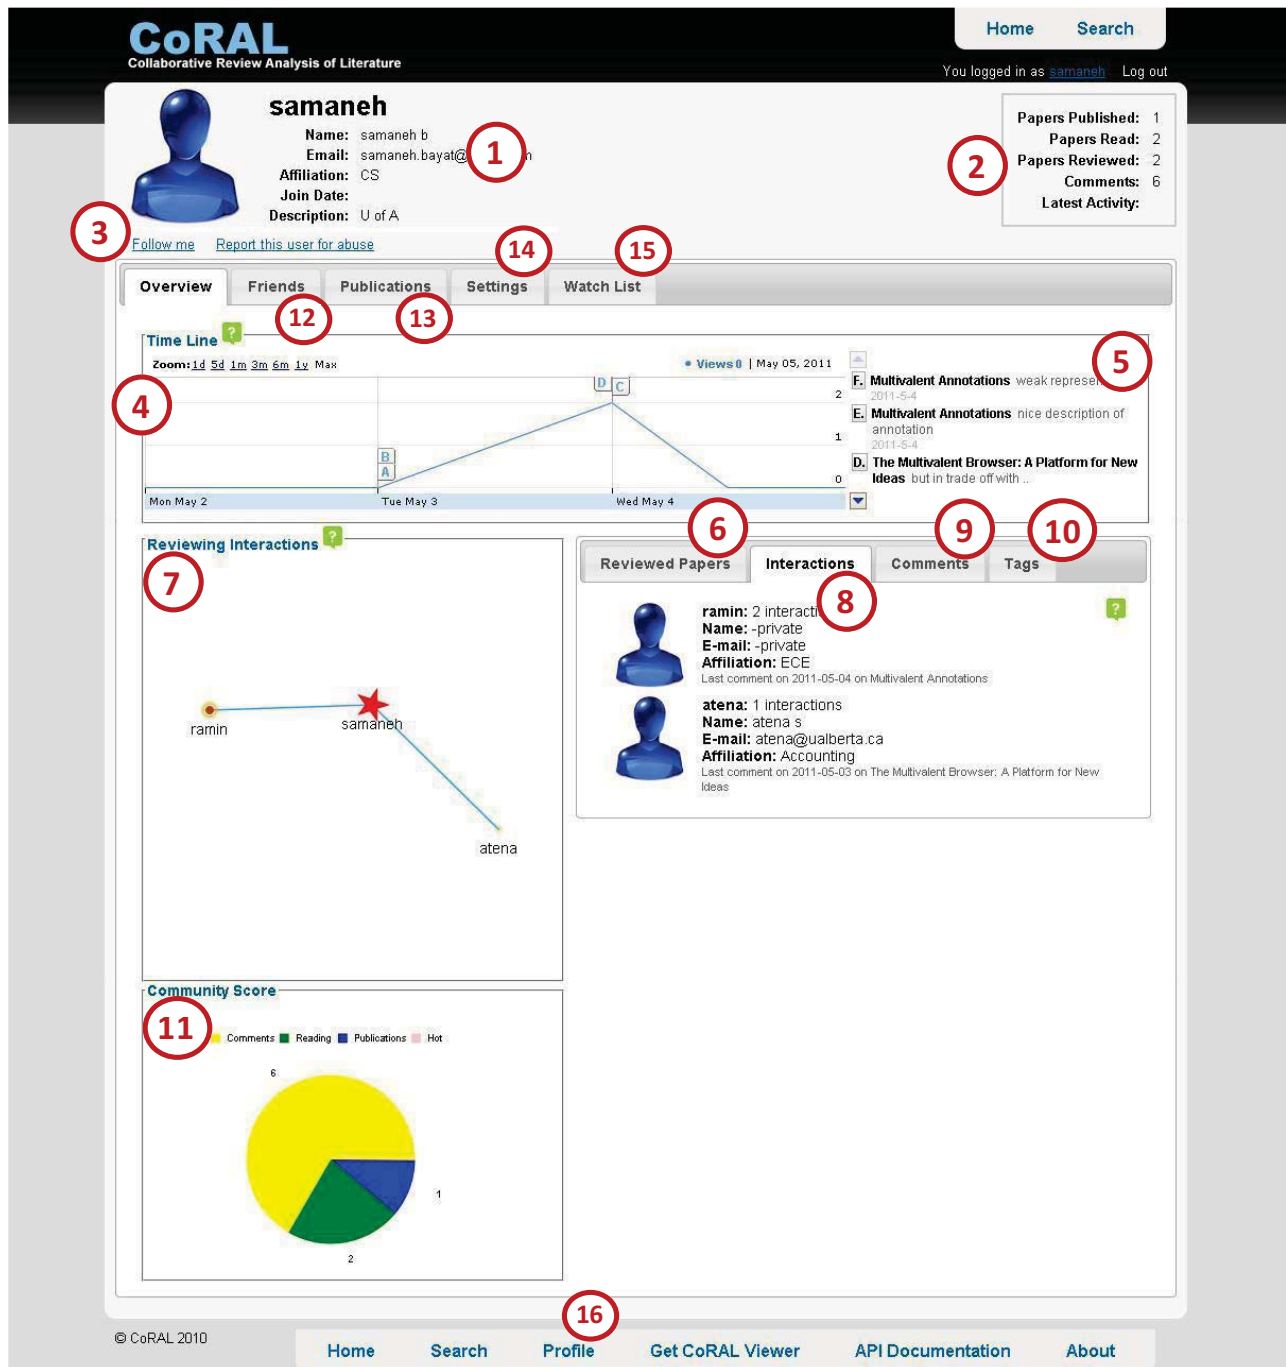 CoRAL
Collaborative Review Analysis of Literature
Home Search
You logged in as samaneh Log out
samaneh
Name: samaneh b
Email: samaneh.bayat@
Affiliation: CS
Join Date:
Description: U of A
1
Papers Published: 1
Papers Read: 2
Papers Reviewed: 2
Comments: 6
Latest Activity:
2
3
Follow me Report this user for abuse
14
15
Overview Friends Publications Settings Watch List
12
13
Time Line ?
Zoom: 1d 5d 1m 3m 6m 1y Max
Views 0 | May 05, 2011
4
D C
B
A
2
1
0
Mon May 2 Tue May 3 Wed May 4
5
F. Multivalent Annotations weak
2011-5-4
E. Multivalent Annotations nice description of
annotation
2011-5-4
D. The Multivalent Browser: A Platform for New
Ideas but in trade off with ..
Reviewing Interactions ?
7
ramin
samaneh
atena
6
9
10
Reviewed Papers Interactions Comments Tags
8
?
ramin: 2
Name: -private
E-mail: -private
Affiliation: ECE
Last comment on 2011-05-04 on Multivalent Annotations
atena: 1 interactions
Name: atena s
E-mail: atena@ualberta.ca
Affiliation: Accounting
Last comment on 2011-05-03 on The Multivalent Browser: A Platform for New
Ideas
Community Score
11
Comments Reading Publications Hot
6
1
2
16
© CoRAL 2010
Home Search Profile Get CoRAL Viewer API Documentation About